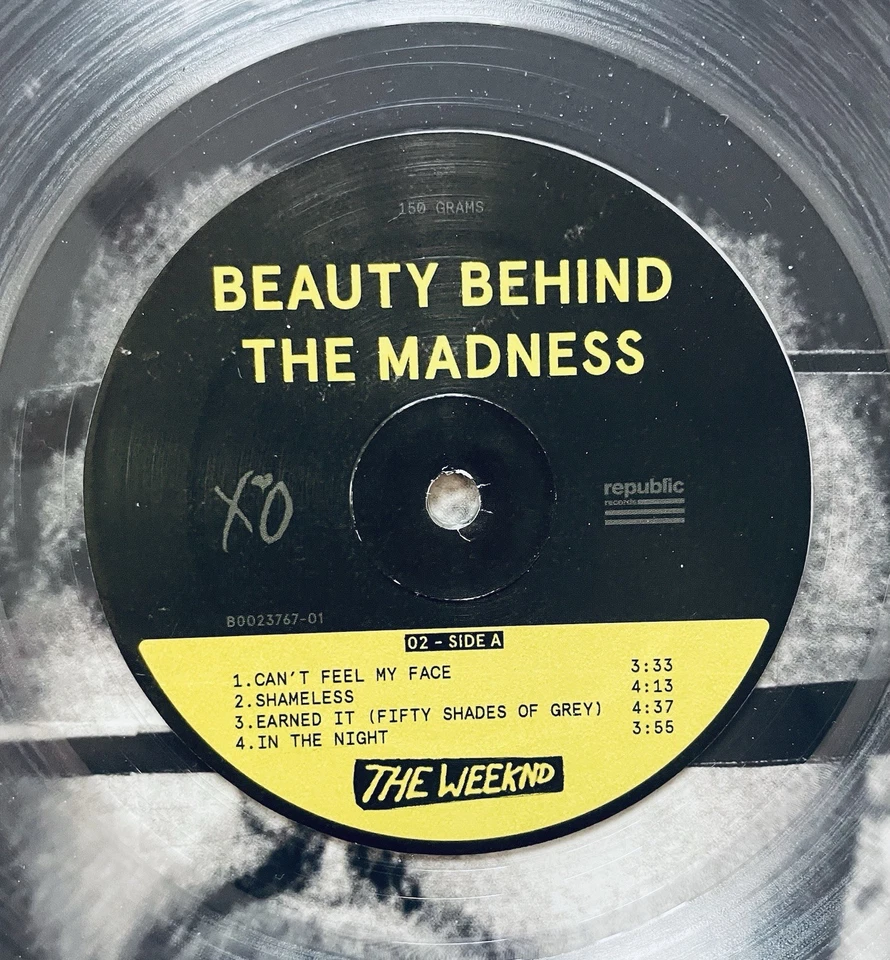 150 GRAMS
BEAUTY BEHIND
THE MADNESS
XO
republic
records
B0023767-01
02 - SIDE A
1.CAN'T FEEL MY FACE 3:33
2.SHAMELESS 4:13
3.EARNED IT (FIFTY SHADES OF GREY) 4:37
4.IN THE NIGHT 3:55
THE WEEKND